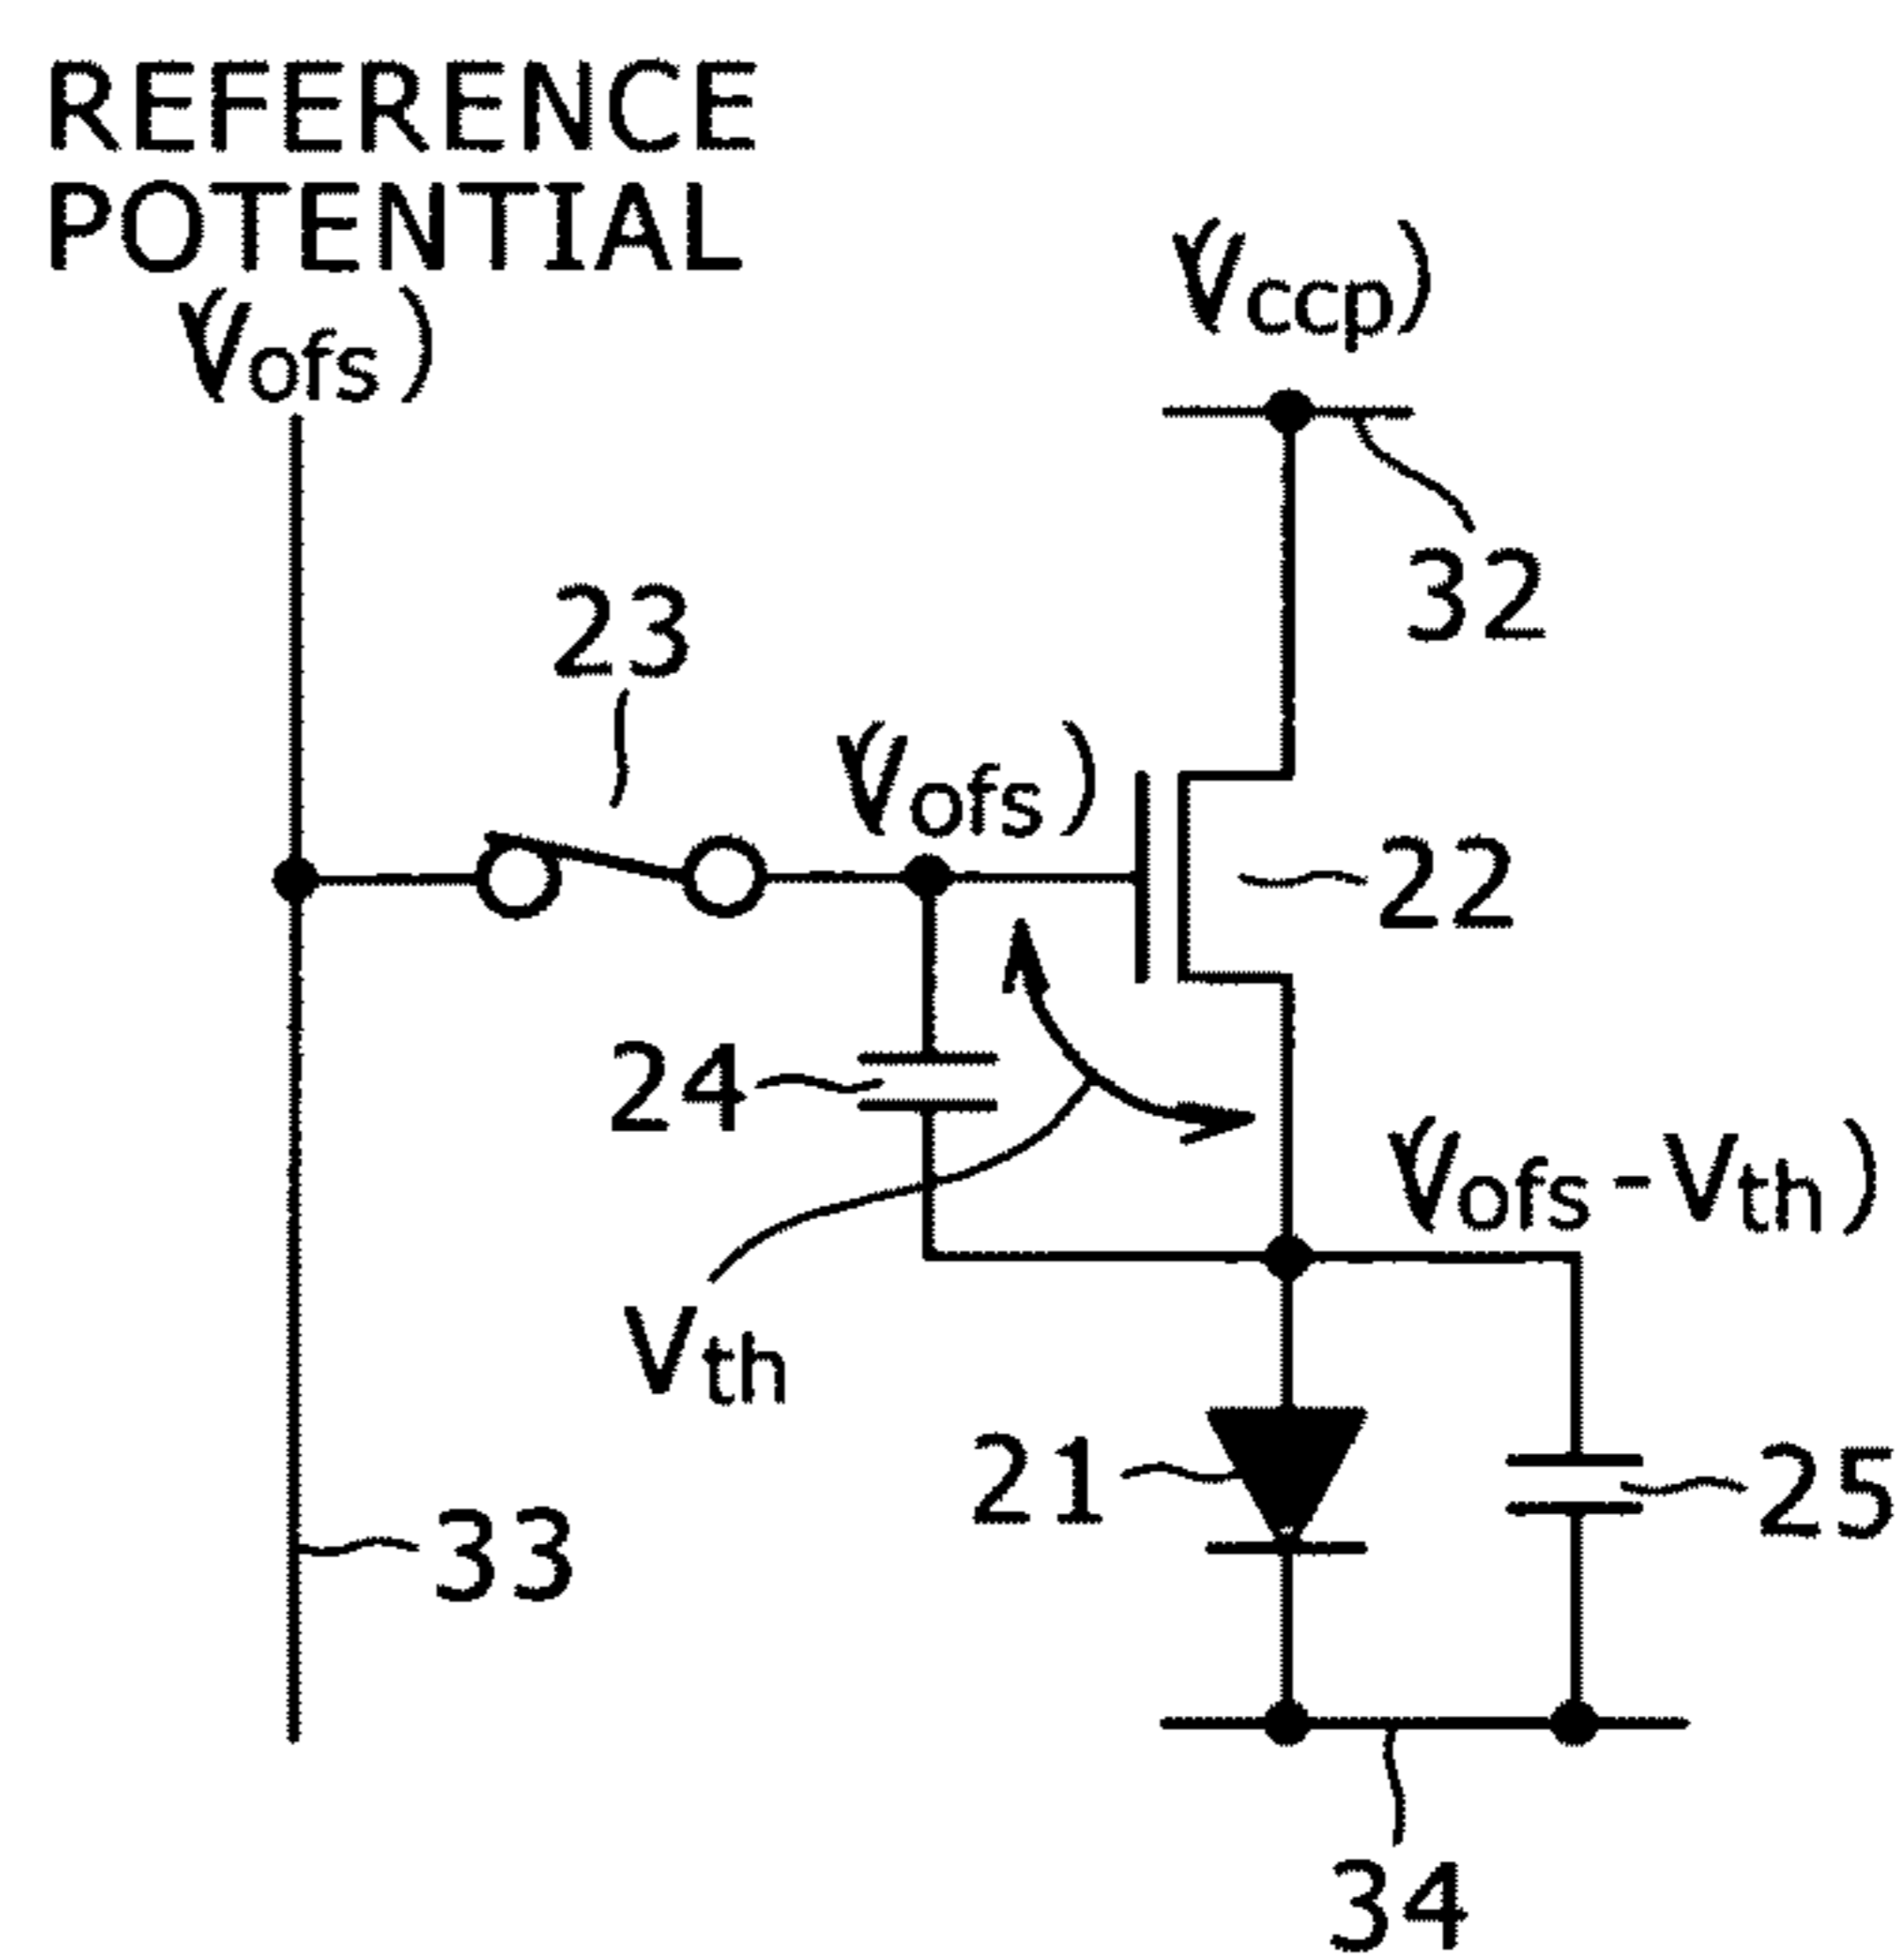 REFERENCE
POTENTIAL
(Vofs)
(Vccp)
32
23
(Vofs)
22
24
(Vofs-Vth)
Vth
21
25
33
34